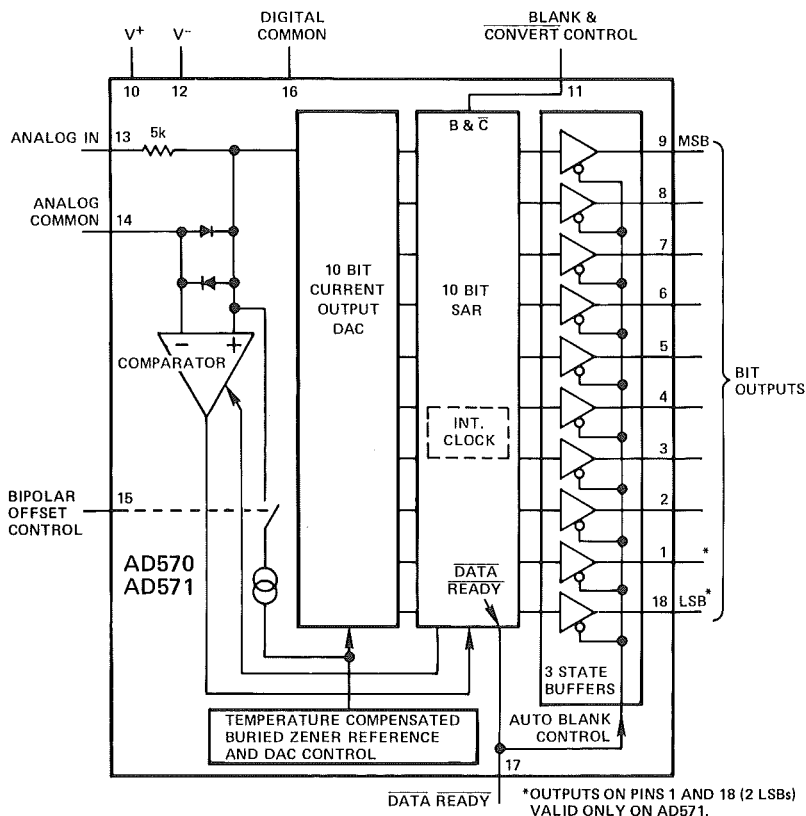 V+
V-
DIGITAL
COMMON
BLANK &
CONVERT CONTROL
10
12
16
11
ANALOG IN
13
5k
B & C
9
MSB
ANALOG
COMMON
14
8
7
10 BIT
CURRENT
OUTPUT
DAC
10 BIT
SAR
6
- +
COMPARATOR
5
BIT
OUTPUTS
4
INT.
CLOCK
3
BIPOLAR
OFFSET
CONTROL
15
2
AD570
AD571
DATA
READY
1
*
18
LSB*
3 STATE
BUFFERS
TEMPERATURE COMPENSATED
BURIED ZENER REFERENCE
AND DAC CONTROL
AUTO BLANK
CONTROL
17
DATA READY
*OUTPUTS ON PINS 1 AND 18 (2 LSBs)
VALID ONLY ON AD571.